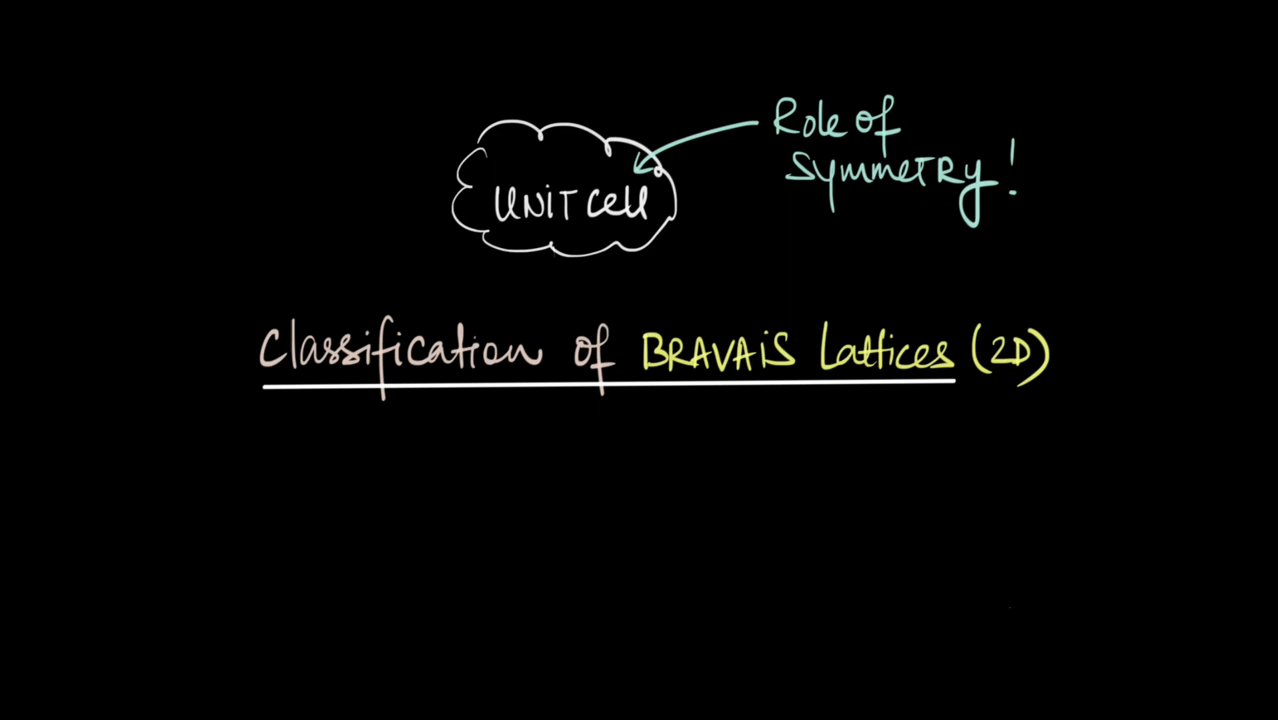 Role of
SymmeTRy!
UNiT Cell
Classification of BRAVAiS Lattices (2D)